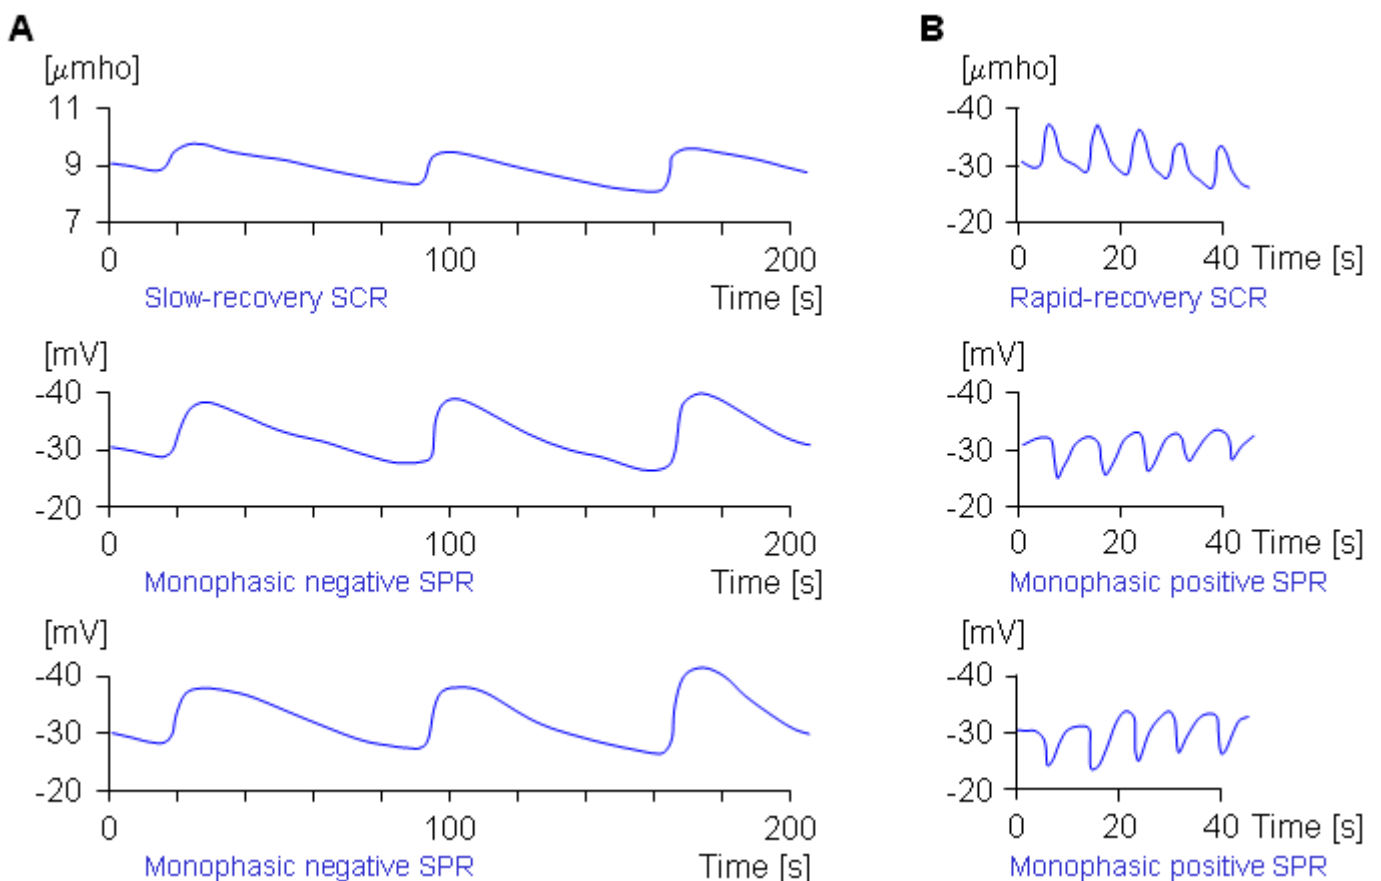 A
[μmho]
11
9
7
0 100 200
Slow-recovery SCR Time [s]
[mV]
-40
-30
-20
0 100 200
Monophasic negative SPR Time [s]
[mV]
-40
-30
-20
0 100 200
Monophasic negative SPR Time [s]
B
[μmho]
-40
-30
-20
0 20 40 Time [s]
Rapid-recovery SCR
[mV]
-40
-30
-20
0 20 40 Time [s]
Monophasic positive SPR
[mV]
-40
-30
-20
0 20 40 Time [s]
Monophasic positive SPR